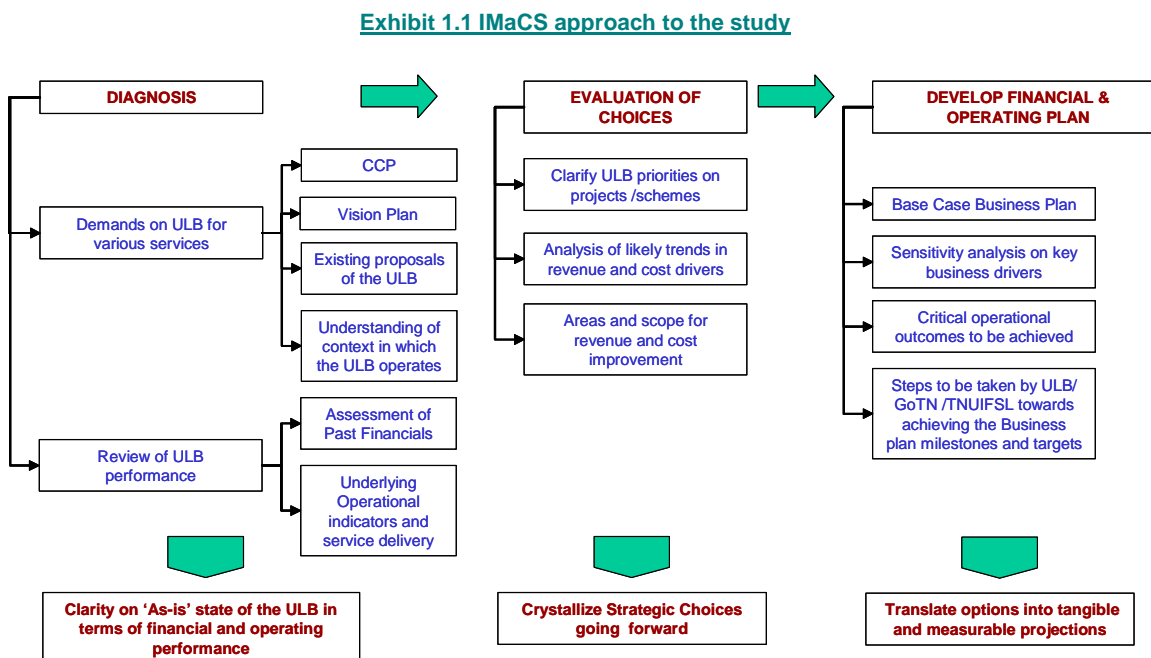 Exhibit 1.1 IMaCS approach to the study
DIAGNOSIS
Demands on ULB for
various services
CCP
Vision Plan
Existing proposals
of the ULB
Understanding of
context in which
the ULB operates
Review of ULB
performance
Assessment of
Past Financials
Underlying
Operational
indicators and
service delivery
Clarity on ‘As-is’ state of the ULB in
terms of financial and operating
performance
EVALUATION OF
CHOICES
Clarify ULB priorities on
projects /schemes
Analysis of likely trends in
revenue and cost drivers
Areas and scope for
revenue and cost
improvement
Crystallize Strategic Choices
going forward
DEVELOP FINANCIAL &
OPERATING PLAN
Base Case Business Plan
Sensitivity analysis on key
business drivers
Critical operational
outcomes to be achieved
Steps to be taken by ULB/
GoTN /TNUIFSL towards
achieving the Business
plan milestones and targets
Translate options into tangible
and measurable projections